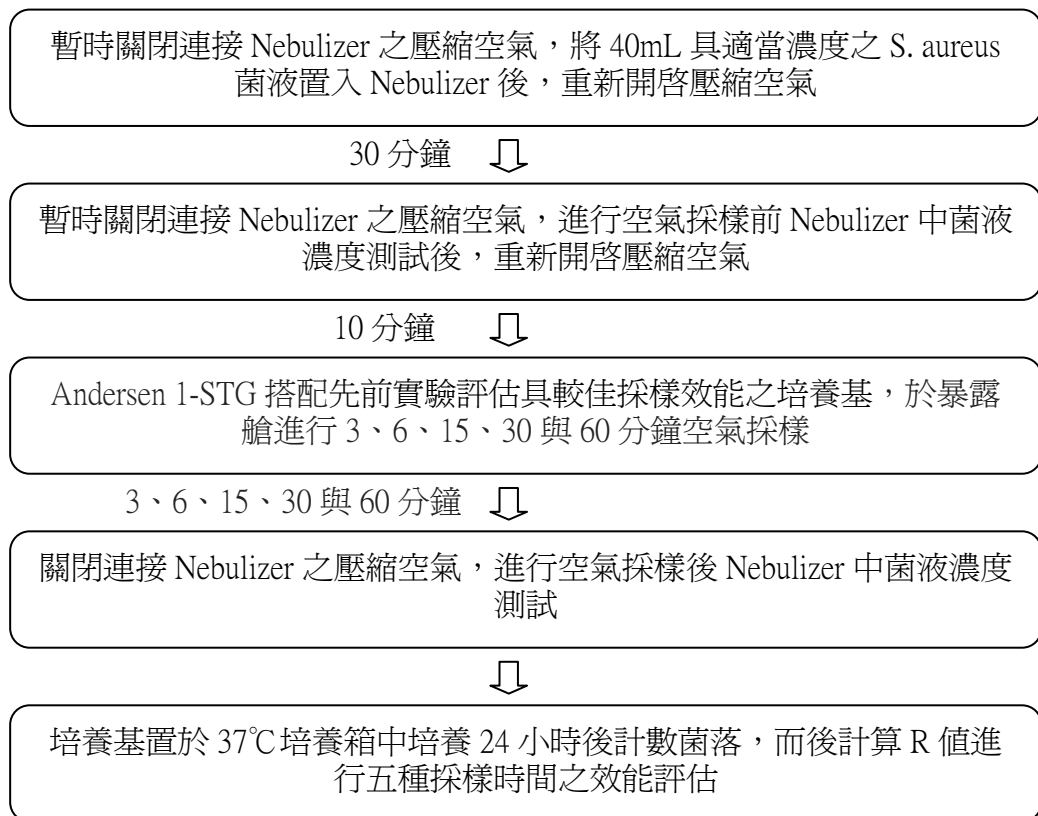 暫時關閉連接 Nebulizer 之壓縮空氣，將 40mL 具適當濃度之 S. aureus
菌液置入 Nebulizer 後，重新開啓壓縮空氣
30 分鐘
暫時關閉連接 Nebulizer 之壓縮空氣，進行空氣採樣前 Nebulizer 中菌液
濃度測試後，重新開啓壓縮空氣
10 分鐘
Andersen 1-STG 搭配先前實驗評估具較佳採樣效能之培養基，於暴露
艙進行 3、6、15、30 與 60 分鐘空氣採樣
3、6、15、30 與 60 分鐘
關閉連接 Nebulizer 之壓縮空氣，進行空氣採樣後 Nebulizer 中菌液濃度
測試
培養基置於 37℃培養箱中培養 24 小時後計數菌落，而後計算 R 值進
行五種採樣時間之效能評估